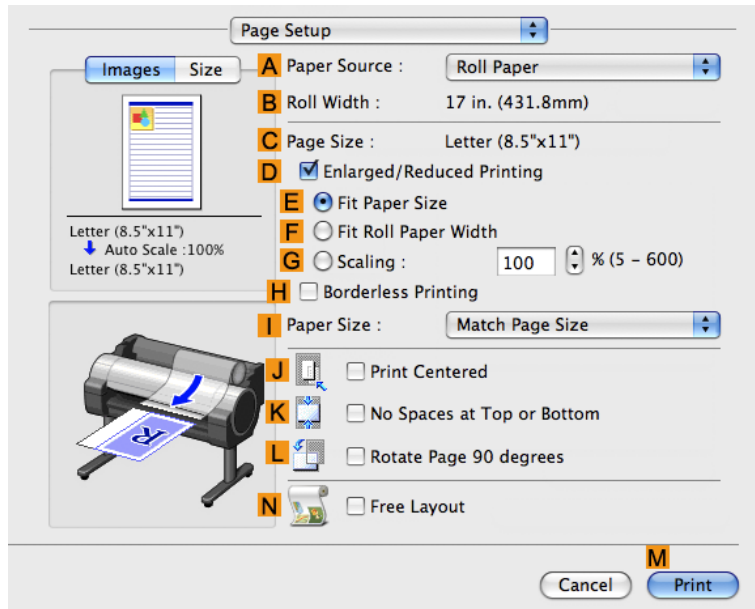 Page Setup
Images Size
A Paper Source : Roll Paper
B Roll Width : 17 in. (431.8mm)
C Page Size : Letter (8.5"x11")
D Enlarged/Reduced Printing
E Fit Paper Size
F Fit Roll Paper Width
G Scaling : 100 % (5 - 600)
H Borderless Printing
I Paper Size : Match Page Size
Letter (8.5"x11")
Auto Scale :100%
Letter (8.5"x11")
R
J Print Centered
K No Spaces at Top or Bottom
L Rotate Page 90 degrees
N Free Layout
M
Cancel Print